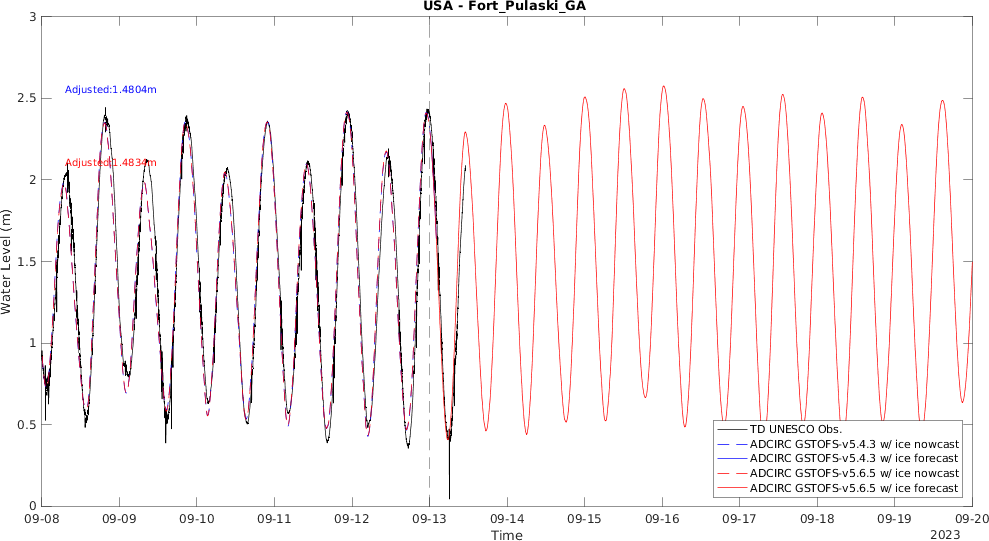 USA - Fort_Pulaski_GA
3
2.5
2
1.5
1
0.5
0
Water Level (m)
Adjusted:1.4804m
Adjusted:1.4834m
TD UNESCO Obs.
ADCIRC GSTOFS-v5.4.3 w/ ice nowcast
ADCIRC GSTOFS-v5.4.3 w/ ice forecast
ADCIRC GSTOFS-v5.6.5 w/ ice nowcast
ADCIRC GSTOFS-v5.6.5 w/ ice forecast
09-08 09-09 09-10 09-11 09-12 09-13 09-14 09-15 09-16 09-17 09-18 09-19 09-20
Time
2023